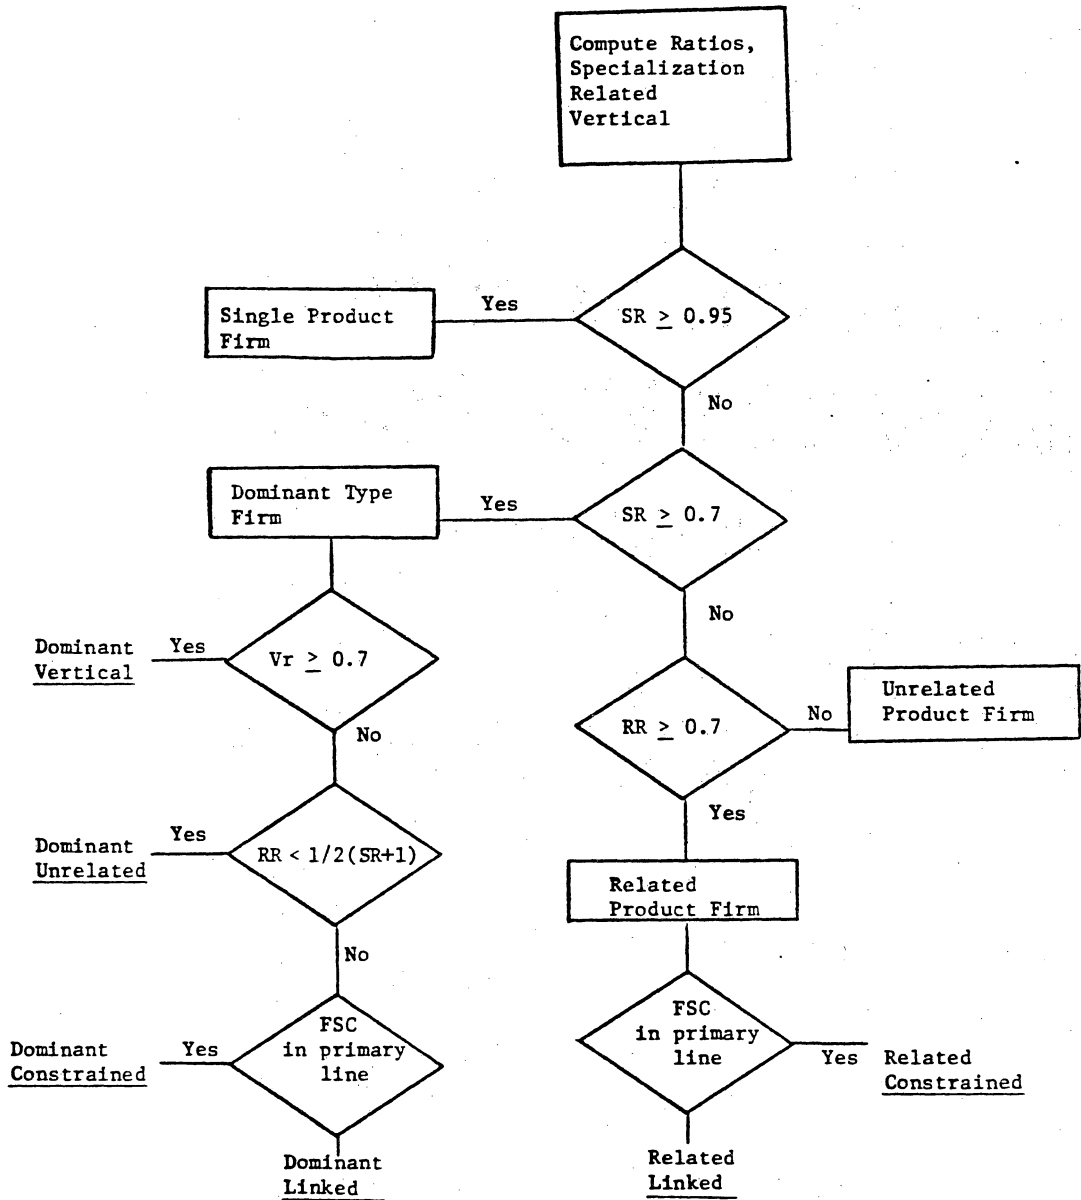 Compute Ratios,
Specialization
Related
Vertical
Single Product
Firm
Yes
SR ≥ 0.95
No
Dominant Type
Firm
Yes
SR ≥ 0.7
No
Dominant
Vertical
Yes
Vr ≥ 0.7
No
RR ≥ 0.7
No
Unrelated
Product Firm
Yes
Dominant
Unrelated
Yes
RR < 1/2(SR+1)
No
Related
Product Firm
Dominant
Constrained
Yes
FSC
in primary
line
Dominant
Linked
FSC
in primary
line
Yes
Related
Constrained
Related
Linked